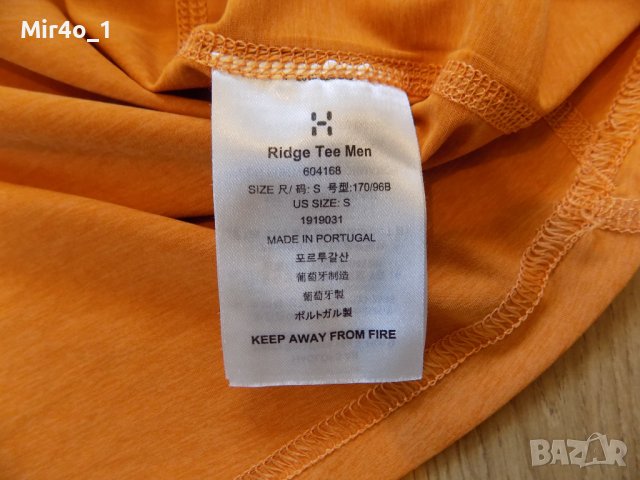 Mir4o_1
Ridge Tee Men
604168
SIZE 尺/码: S 号型:170/96B
US SIZE: S
1919031
MADE IN PORTUGAL
포르투갈산
葡萄牙制造
葡萄牙製
ポルトガル製
KEEP AWAY FROM FIRE
BAZAR